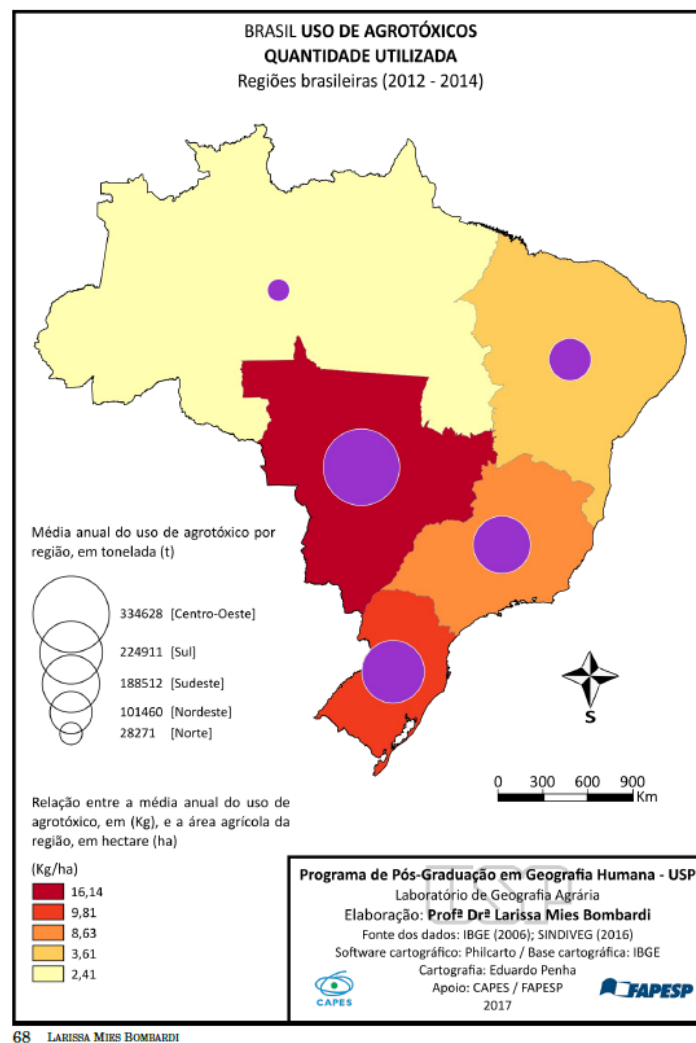 BRASIL USO DE AGROTÓXICOS
QUANTIDADE UTILIZADA
Regiões brasileiras (2012 - 2014)
Média anual do uso de agrotóxico por
região, em tonelada (t)
334628 [Centro-Oeste]
224911 [Sul]
188512 [Sudeste]
101460 [Nordeste]
28271 [Norte]
S
0 300 600 900
Km
Relação entre a média anual do uso de
agrotóxico, em (Kg), e a área agrícola da
região, em hectare (ha)
(Kg/ha)
16,14
9,81
8,63
3,61
2,41
USP
Programa de Pós-Graduação em Geografia Humana - USP
Laboratório de Geografia Agrária
Elaboração: Profª Drª Larissa Mies Bombardi
Fonte dos dados: IBGE (2006); SINDIVEG (2016)
Software cartográfico: Philcarto / Base cartográfica: IBGE
Cartografia: Eduardo Penha
Apoio: CAPES / FAPESP
2017
CAPES
FAPESP
68 LARISSA MIES BOMBARDI